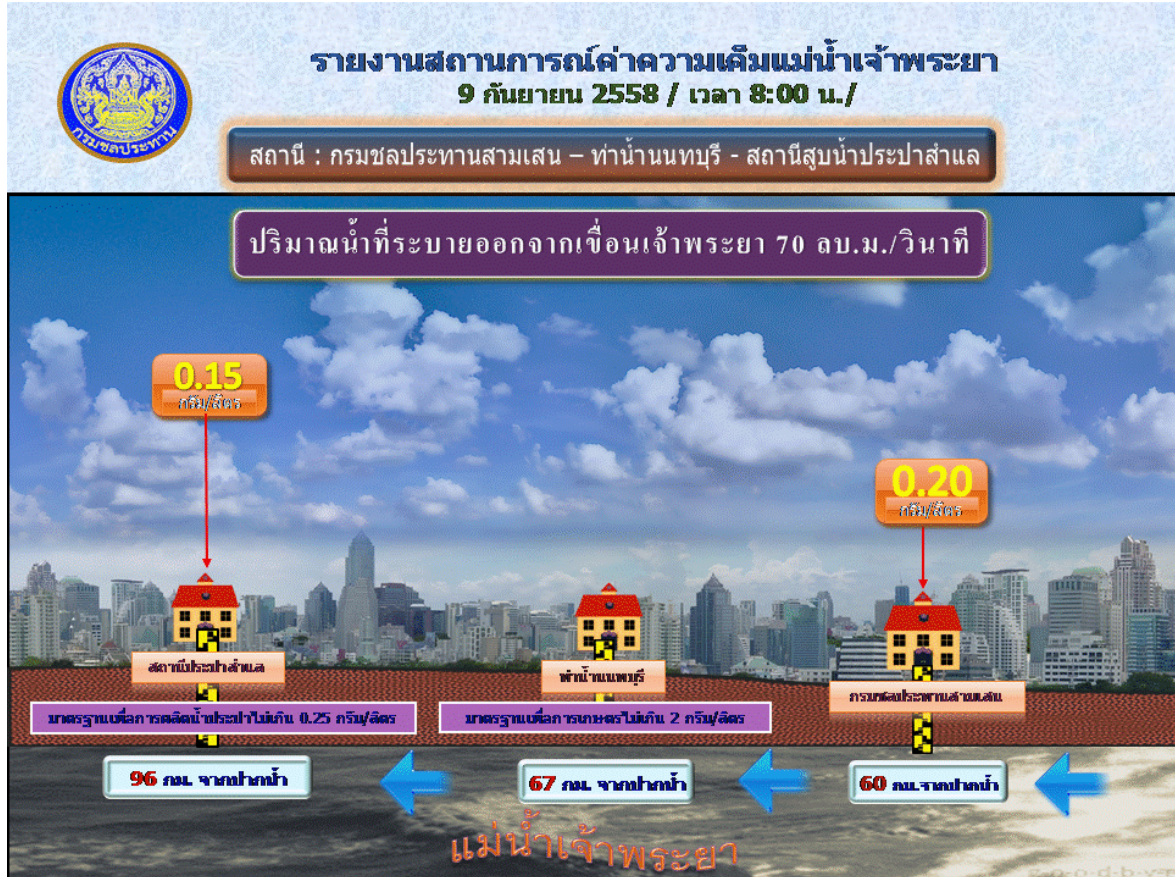 รายงานสถานการณ์ค่าความเค็มแม่น้ำเจ้าพระยา
9 กันยายน 2558 / เวลา 8:00 น./
กรมชลประทาน
สถานี : กรมชลประทานสามเสน – ท่าน้ำนนทบุรี - สถานีสูบน้ำประปาสำแล
ปริมาณน้ำที่ระบายออกจากเขื่อนเจ้าพระยา 70 ลบ.ม./วินาที
0.15
กรัม/ลิตร
0.20
กรัม/ลิตร
สถานีประปาสำแล
ท่าน้ำนนทบุรี
กรมชลประทานสามเสน
มาตรฐานเพื่อการผลิตน้ำประปาไม่เกิน 0.25 กรัม/ลิตร
มาตรฐานเพื่อการเกษตรไม่เกิน 2 กรัม/ลิตร
96 กม. จากปากน้ำ
67 กม. จากปากน้ำ
60 กม.จากปากน้ำ
แม่น้ำเจ้าพระยา